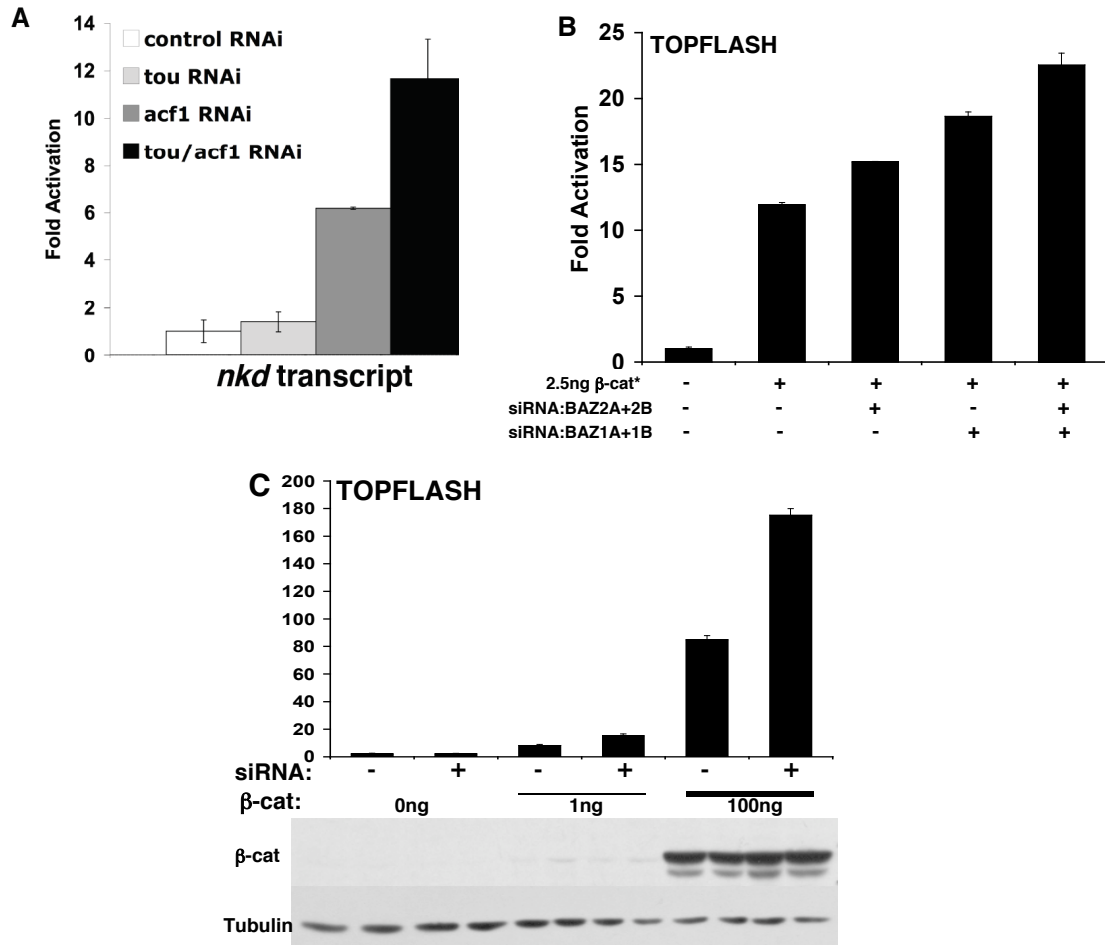 A
14
12
10
8
6
4
2
0
Fold Activation
control RNAi
tou RNAi
acf1 RNAi
tou/acf1 RNAi
nkd transcript
B
TOPFLASH
25
20
15
10
5
0
Fold Activation
2.5ng β-cat* - + + + +
siRNA:BAZ2A+2B - - + - +
siRNA:BAZ1A+1B - - - + +
C
TOPFLASH
200
180
160
140
120
100
80
60
40
20
0
siRNA: - + - + - +
β-cat: 0ng 1ng 100ng
β-cat
Tubulin